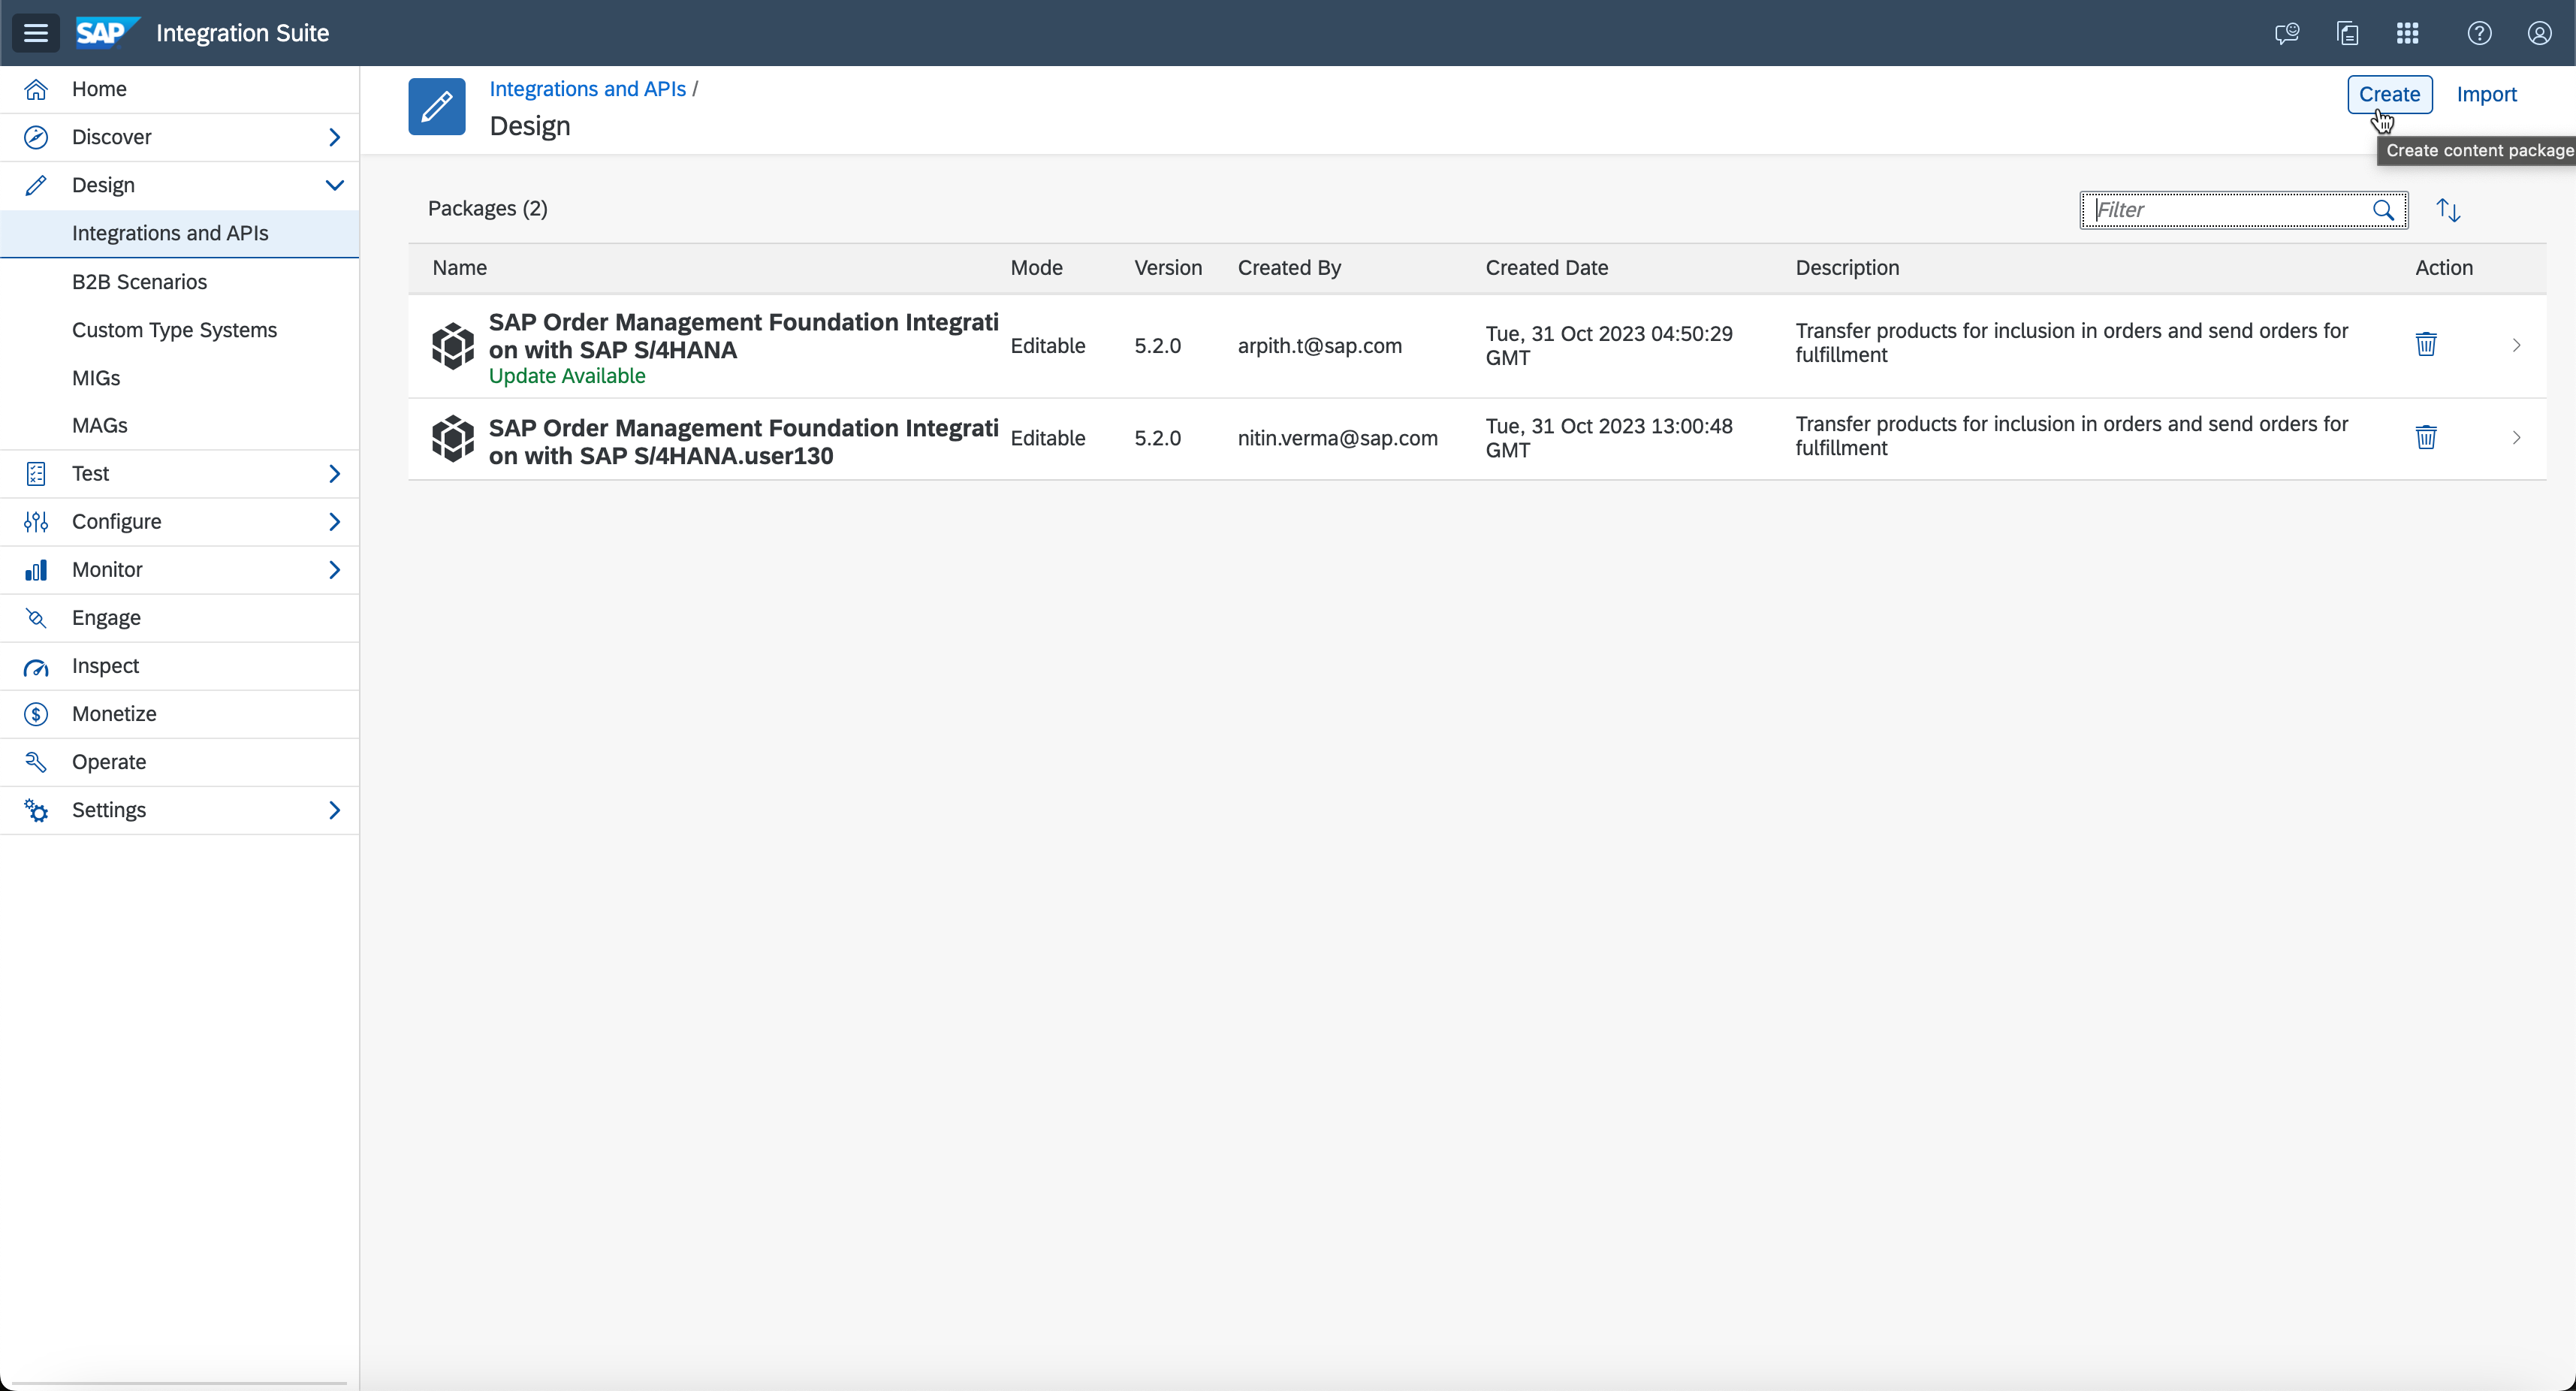 SAP Integration Suite
Home
Discover
Design
Integrations and APIs
B2B Scenarios
Custom Type Systems
MIGs
MAGs
Test
Configure
Monitor
Engage
Inspect
Monetize
Operate
Settings
Integrations and APIs /
Design
Create Import
Create content package
Packages (2)
Filter
Name Mode Version Created By Created Date Description Action
SAP Order Management Foundation Integrati
on with SAP S/4HANA
Update Available
Editable
5.2.0
arpith.t@sap.com
Tue, 31 Oct 2023 04:50:29
GMT
Transfer products for inclusion in orders and send orders for
fulfillment
SAP Order Management Foundation Integrati
on with SAP S/4HANA.user130
Editable
5.2.0
nitin.verma@sap.com
Tue, 31 Oct 2023 13:00:48
GMT
Transfer products for inclusion in orders and send orders for
fulfillment